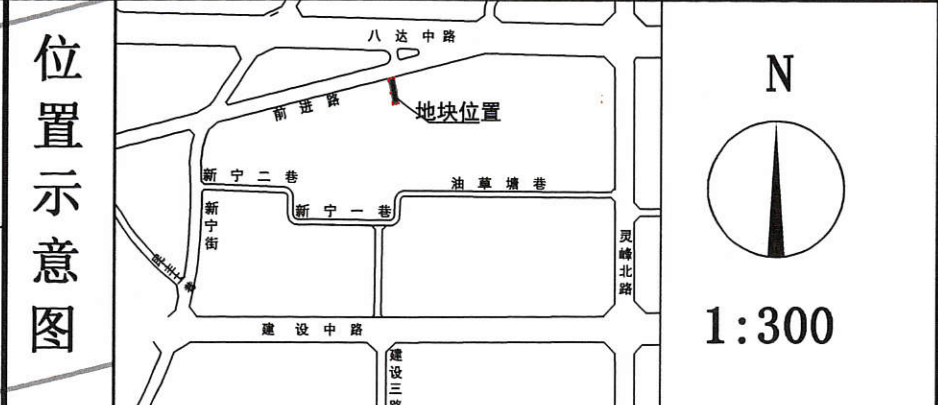 位置示意图
八达中路
前进路
地块位置
新宁二巷
油草塘巷
新宁一巷
新宁街
灵峰北路
建设中路
建设三路
N
1:300